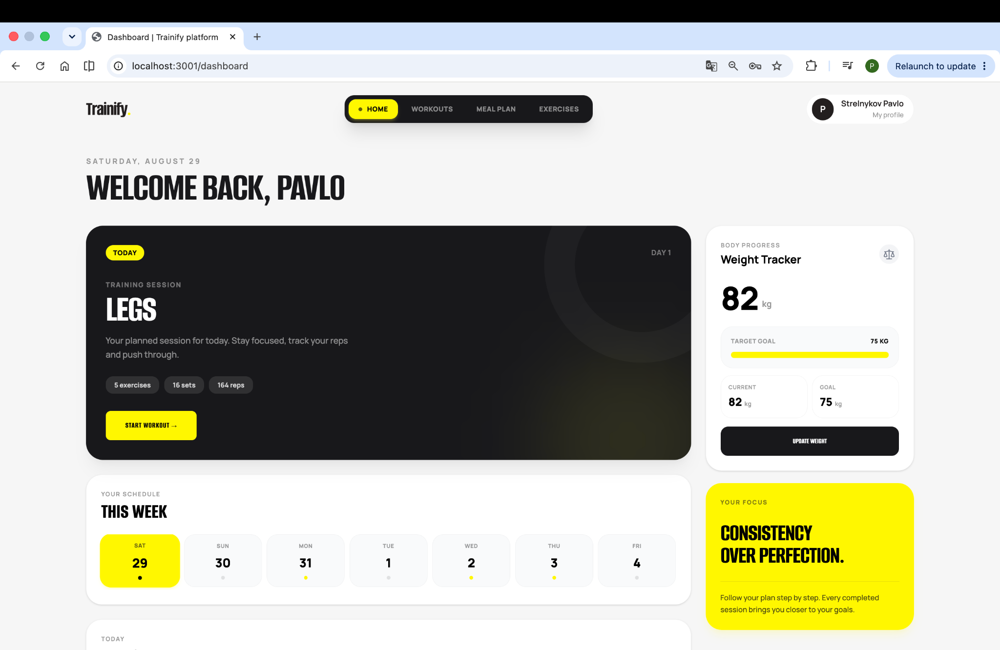 Dashboard | Trainify platform
localhost:3001/dashboard
P
Relaunch to update
Trainify.
HOME
WORKOUTS
MEAL PLAN
EXERCISES
P
Strelnykov Pavlo
My profile
SATURDAY, AUGUST 29
WELCOME BACK, PAVLO
TODAY
DAY 1
TRAINING SESSION
LEGS
Your planned session for today. Stay focused, track your reps
and push through.
5 exercises
16 sets
164 reps
START WORKOUT →
BODY PROGRESS
Weight Tracker
82 kg
TARGET GOAL
75 KG
CURRENT
82 kg
GOAL
75 kg
UPDATE WEIGHT
YOUR SCHEDULE
THIS WEEK
SAT
29
SUN
30
MON
31
TUE
1
WED
2
THU
3
FRI
4
YOUR FOCUS
CONSISTENCY
OVER PERFECTION.
Follow your plan step by step. Every completed
session brings you closer to your goals.
TODAY